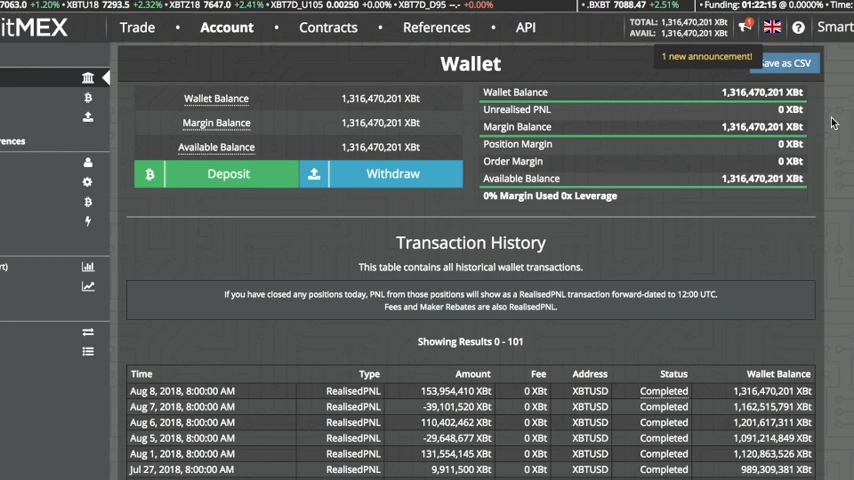 7063.0 +1.20% • XBTU18 7293.5 +2.32% • XBTZ18 7647.0 +2.41% • XBT7D_U105 0.00250 +0.00% • XBT7D_D95 --.- +0.00% • .BXBT 7088.47 +2.51% • Funding: 01:22:15 @ 0.0000% • Time:
itMEX Trade • Account • Contracts • References • API TOTAL: 1,316,470,201 XBt 1 Smart
AVAIL: 1,316,470,201 XBt
1 new announcement!
Wallet Save as CSV
Wallet Balance 1,316,470,201 XBt
Margin Balance 1,316,470,201 XBt
Available Balance 1,316,470,201 XBt
Deposit Withdraw
Wallet Balance 1,316,470,201 XBt
Unrealised PNL 0 XBt
Margin Balance 1,316,470,201 XBt
Position Margin 0 XBt
Order Margin 0 XBt
Available Balance 1,316,470,201 XBt
0% Margin Used 0x Leverage
rences
rt)
Transaction History
This table contains all historical wallet transactions.
If you have closed any positions today, PNL from those positions will show as a RealisedPNL transaction forward-dated to 12:00 UTC.
Fees and Maker Rebates are also RealisedPNL.
Showing Results 0 - 101
Time Type Amount Fee Address Status Wallet Balance
Aug 8, 2018, 8:00:00 AM RealisedPNL 153,954,410 XBt 0 XBt XBTUSD Completed 1,316,470,201 XBt
Aug 7, 2018, 8:00:00 AM RealisedPNL -39,101,520 XBt 0 XBt XBTUSD Completed 1,162,515,791 XBt
Aug 6, 2018, 8:00:00 AM RealisedPNL 110,402,462 XBt 0 XBt XBTUSD Completed 1,201,617,311 XBt
Aug 5, 2018, 8:00:00 AM RealisedPNL -29,648,677 XBt 0 XBt XBTUSD Completed 1,091,214,849 XBt
Aug 1, 2018, 8:00:00 AM RealisedPNL 131,554,145 XBt 0 XBt XBTUSD Completed 1,120,863,526 XBt
Jul 27, 2018, 8:00:00 AM RealisedPNL 9,911,500 XBt 0 XBt XBTUSD Completed 989,309,381 XBt